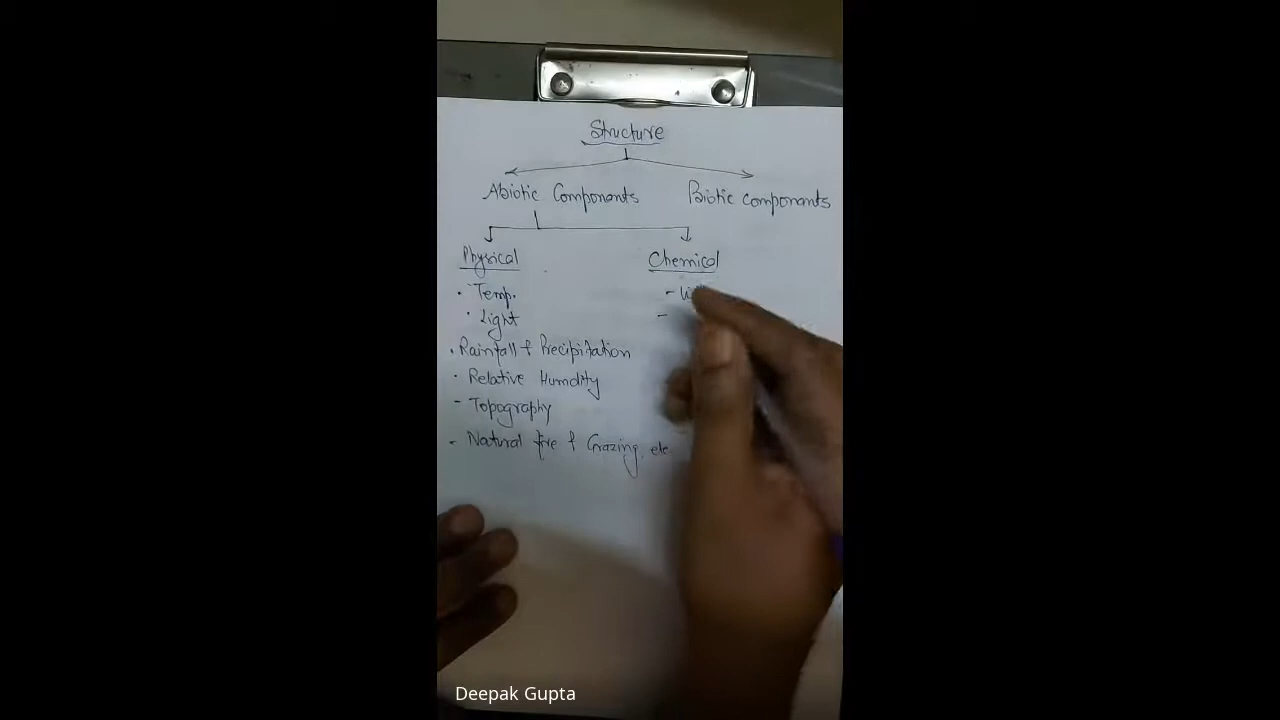 Structure
Abiotic Components Biotic components
Physical Chemical
· Temp. -
· Light -
· Rainfall & Precipitation
· Relative Humdity
- Topography
- Natural fire & Grazing, etc
Deepak Gupta